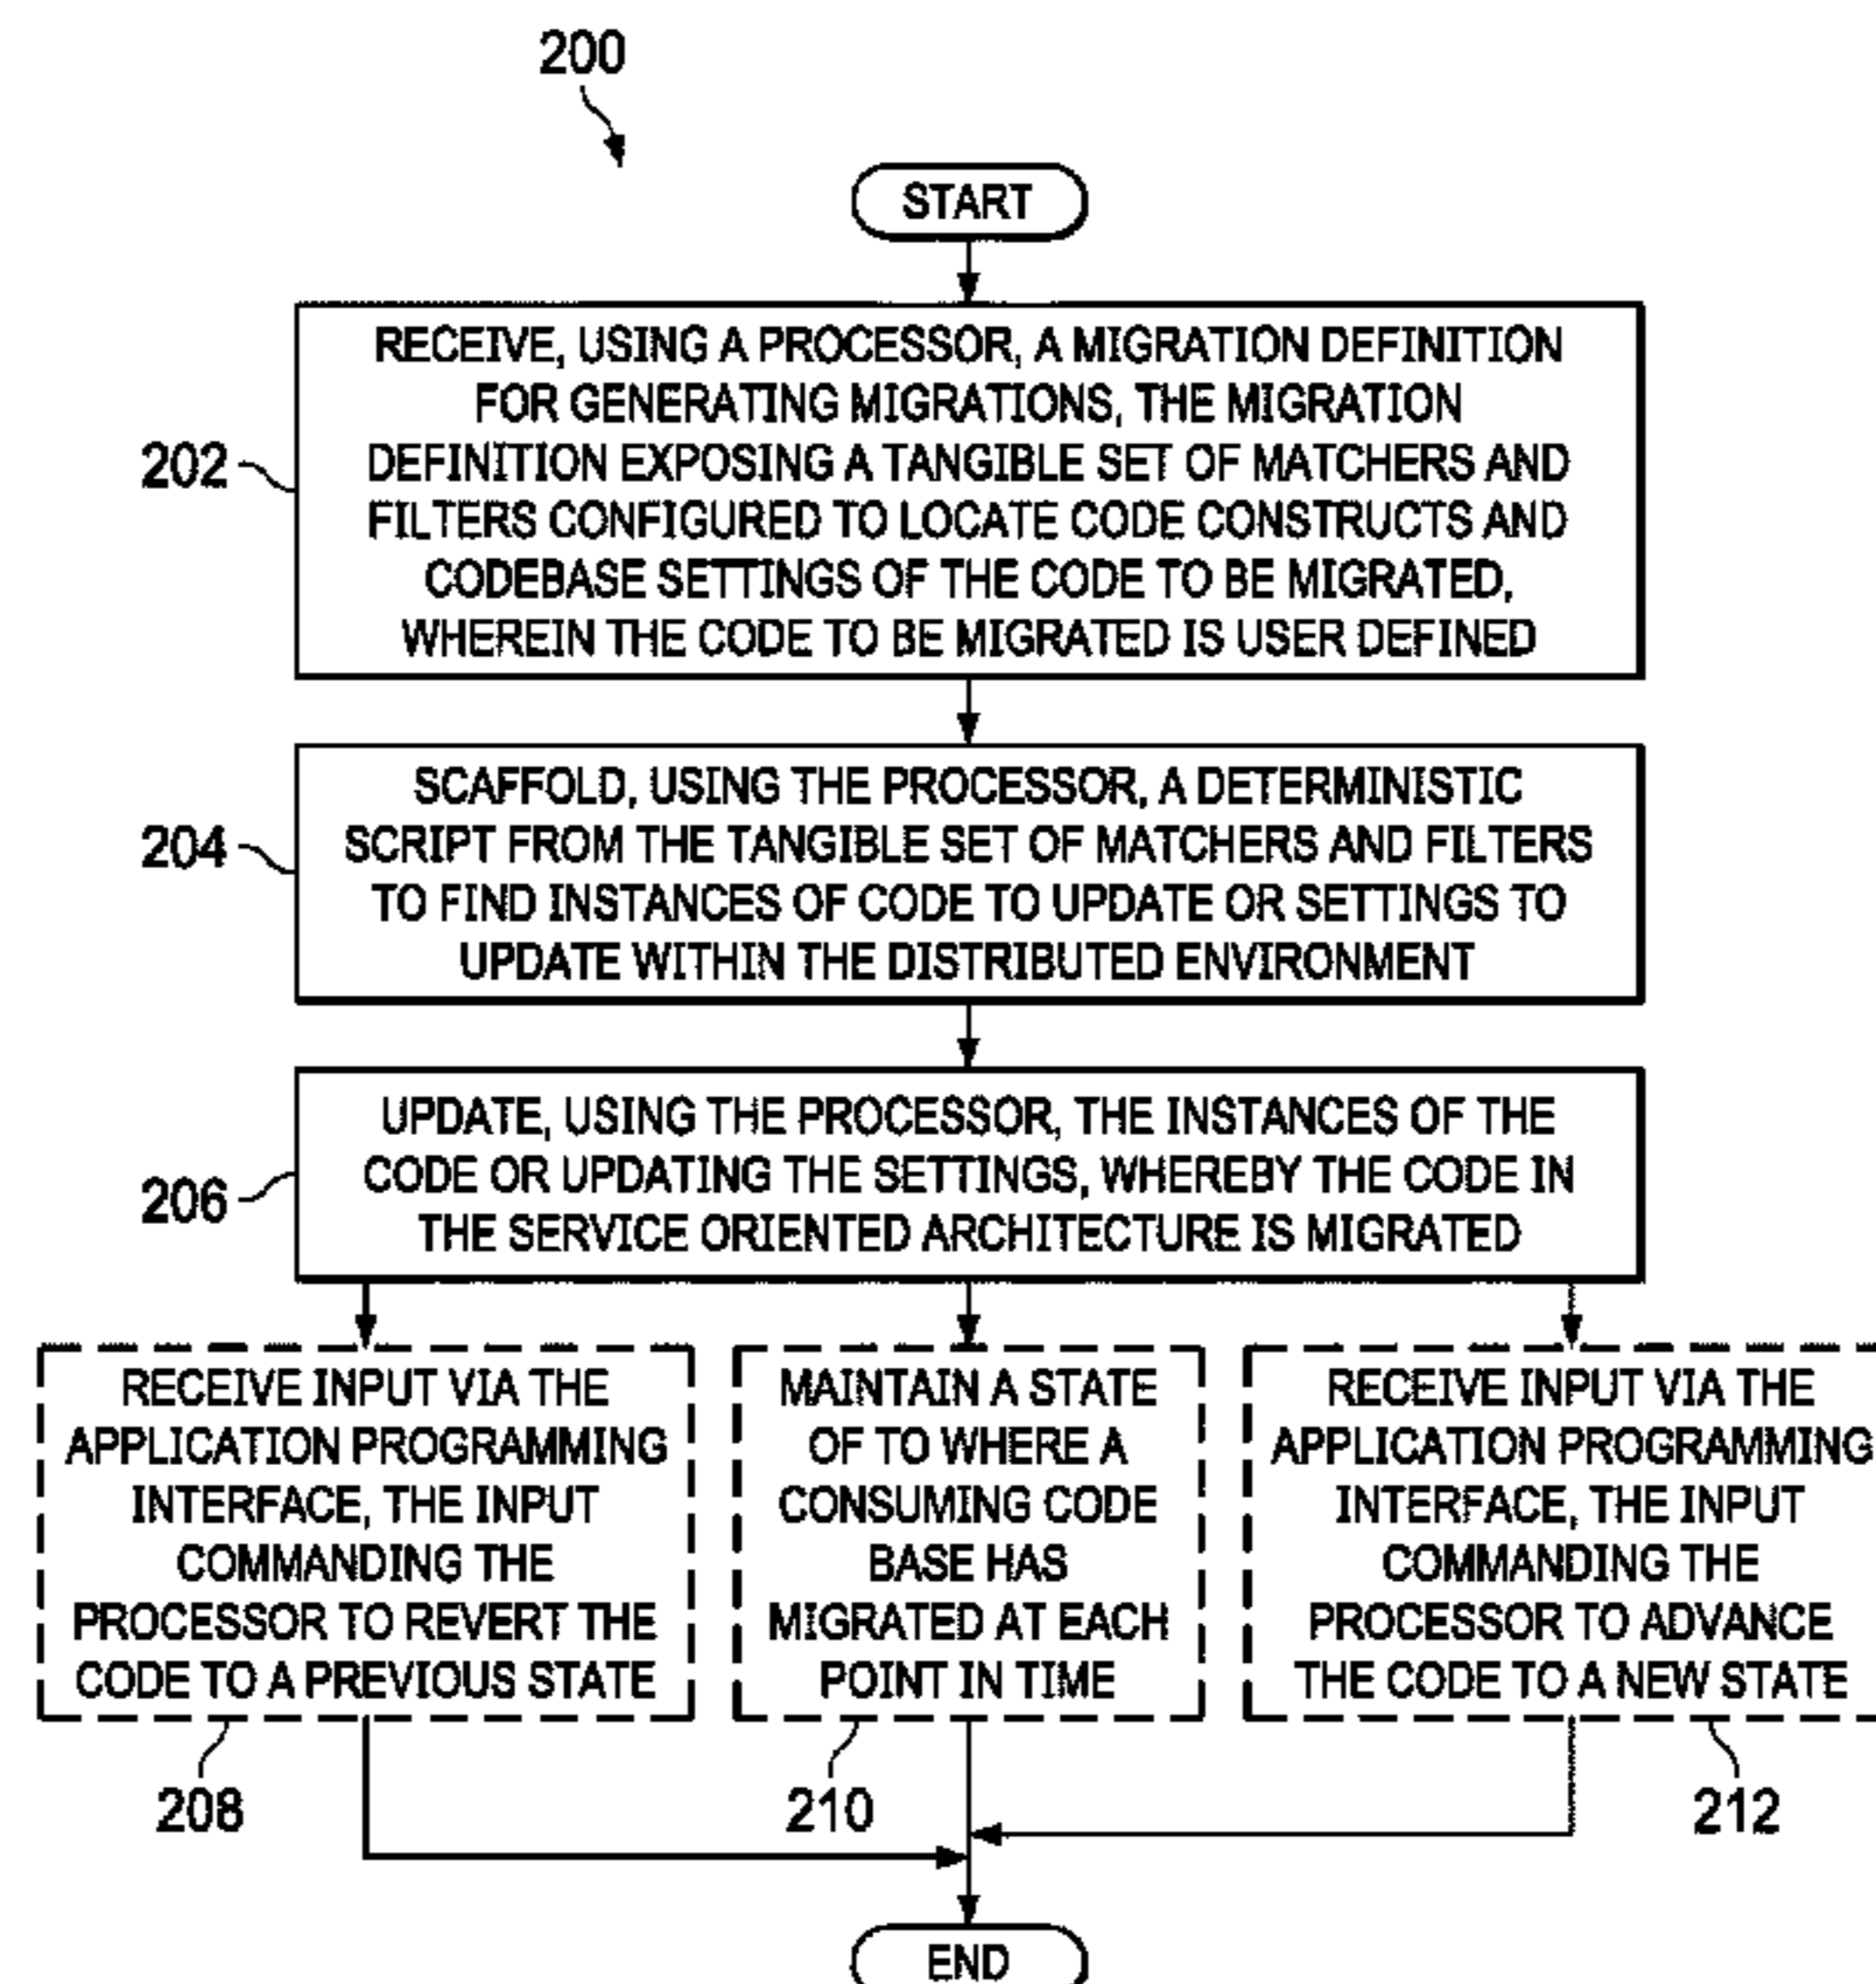 200
START
202
RECEIVE, USING A PROCESSOR, A MIGRATION DEFINITION
FOR GENERATING MIGRATIONS, THE MIGRATION
DEFINITION EXPOSING A TANGIBLE SET OF MATCHERS AND
FILTERS CONFIGURED TO LOCATE CODE CONSTRUCTS AND
CODEBASE SETTINGS OF THE CODE TO BE MIGRATED,
WHEREIN THE CODE TO BE MIGRATED IS USER DEFINED
204
SCAFFOLD, USING THE PROCESSOR, A DETERMINISTIC
SCRIPT FROM THE TANGIBLE SET OF MATCHERS AND FILTERS
TO FIND INSTANCES OF CODE TO UPDATE OR SETTINGS TO
UPDATE WITHIN THE DISTRIBUTED ENVIRONMENT
206
UPDATE, USING THE PROCESSOR, THE INSTANCES OF THE
CODE OR UPDATING THE SETTINGS, WHEREBY THE CODE IN
THE SERVICE ORIENTED ARCHITECTURE IS MIGRATED
RECEIVE INPUT VIA THE
APPLICATION PROGRAMMING
INTERFACE, THE INPUT
COMMANDING THE
PROCESSOR TO REVERT THE
CODE TO A PREVIOUS STATE
208
MAINTAIN A STATE
OF TO WHERE A
CONSUMING CODE
BASE HAS
MIGRATED AT EACH
POINT IN TIME
210
RECEIVE INPUT VIA THE
APPLICATION PROGRAMMING
INTERFACE, THE INPUT
COMMANDING THE
PROCESSOR TO ADVANCE
THE CODE TO A NEW STATE
212
END